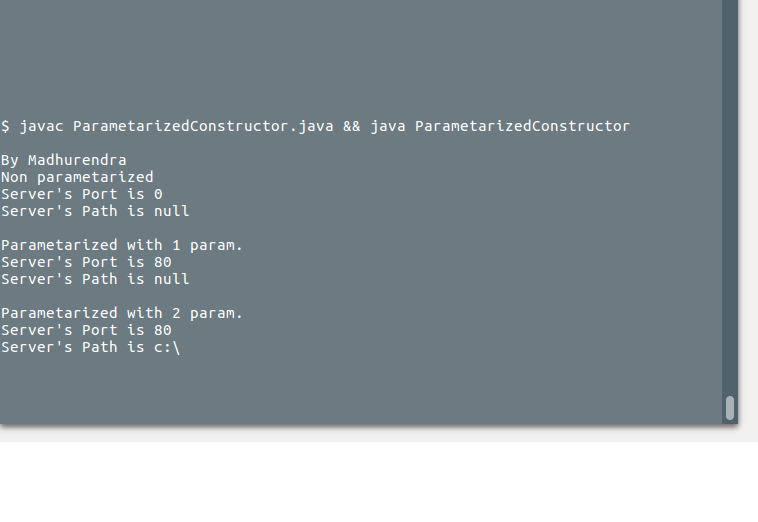 $ javac ParametarizedConstructor.java && java ParametarizedConstructor
By Madhurendra
Non parametarized
Server's Port is 0
Server's Path is null
Parametarized with 1 param.
Server's Port is 80
Server's Path is null
Parametarized with 2 param.
Server's Port is 80
Server's Path is c:\